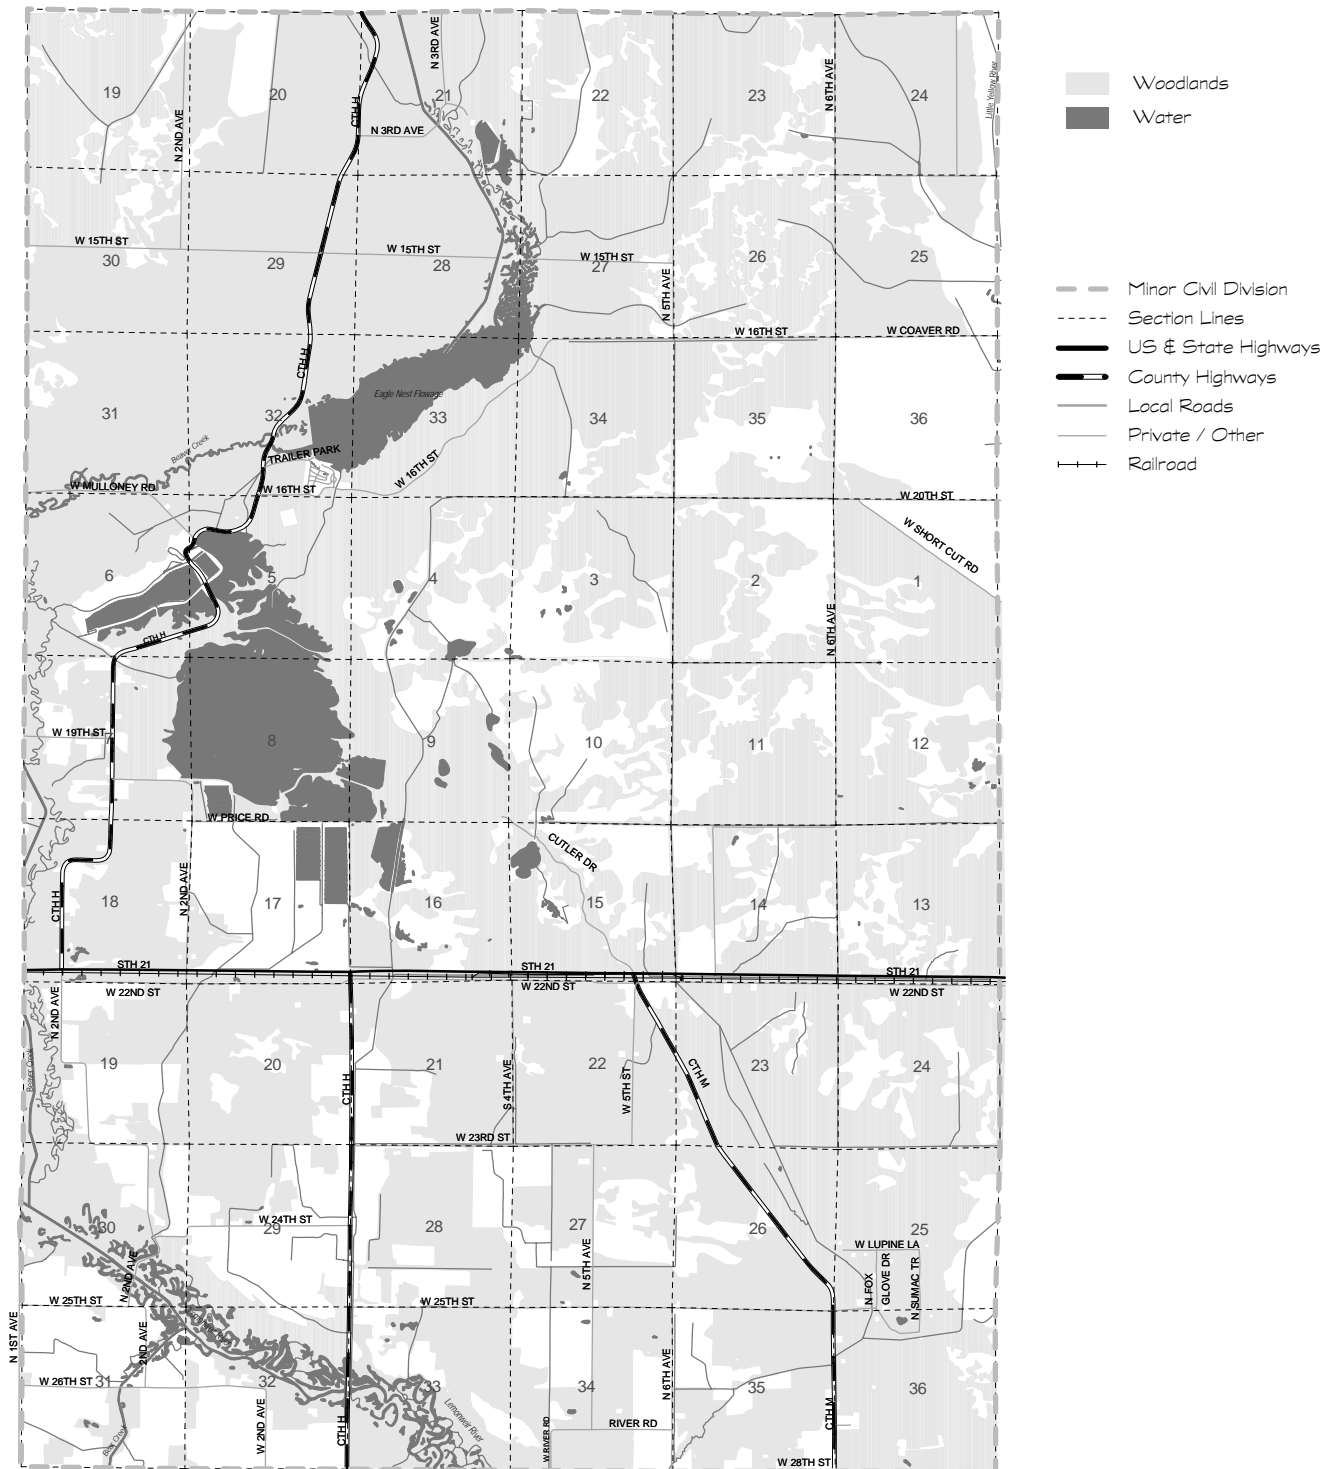 Woodlands
Water
Minor Civil Division
Section Lines
US & State Highways
County Highways
Local Roads
Private / Other
Railroad
N 3RD AVE
N 6TH AVE
Little Yellow River
19
20
21
22
23
24
CTH H
N 2ND AVE
N 3RD AVE
W 15TH ST
W 15TH ST
W 15TH ST
30
29
28
27
26
25
N 5TH AVE
W 16TH ST
W COAVER RD
CTH H
Eagle Nest Flowage
31
32
33
34
35
36
Beaver Creek
TRAILER PARK
W 16TH ST
W MULLONEY RD
W 16TH ST
W 20TH ST
W SHORT CUT RD
6
5
4
3
2
1
N 6TH AVE
CTH H
W 19TH ST
7
8
9
10
11
12
W PRICE RD
CUTLER DR
N 2ND AVE
CTH H
18
17
16
15
14
13
STH 21
STH 21
STH 21
W 22ND ST
W 22ND ST
W 22ND ST
N 2ND AVE
Beaver Creek
19
20
21
22
23
24
CTH H
S 4TH AVE
W 5TH ST
CTH M
W 23RD ST
30
29
28
27
26
25
W 24TH ST
W LUPINE LA
N 2ND AVE
N 5TH AVE
N FOX
GLOVE DR
N SUMAC TR
W 25TH ST
W 25TH ST
N 1ST AVE
2ND AVE
W 26TH ST
31
32
33
34
35
36
N 6TH AVE
W 2ND AVE
CTH H
Lemonweir River
W RIVER RD
RIVER RD
CTH M
W 28TH ST